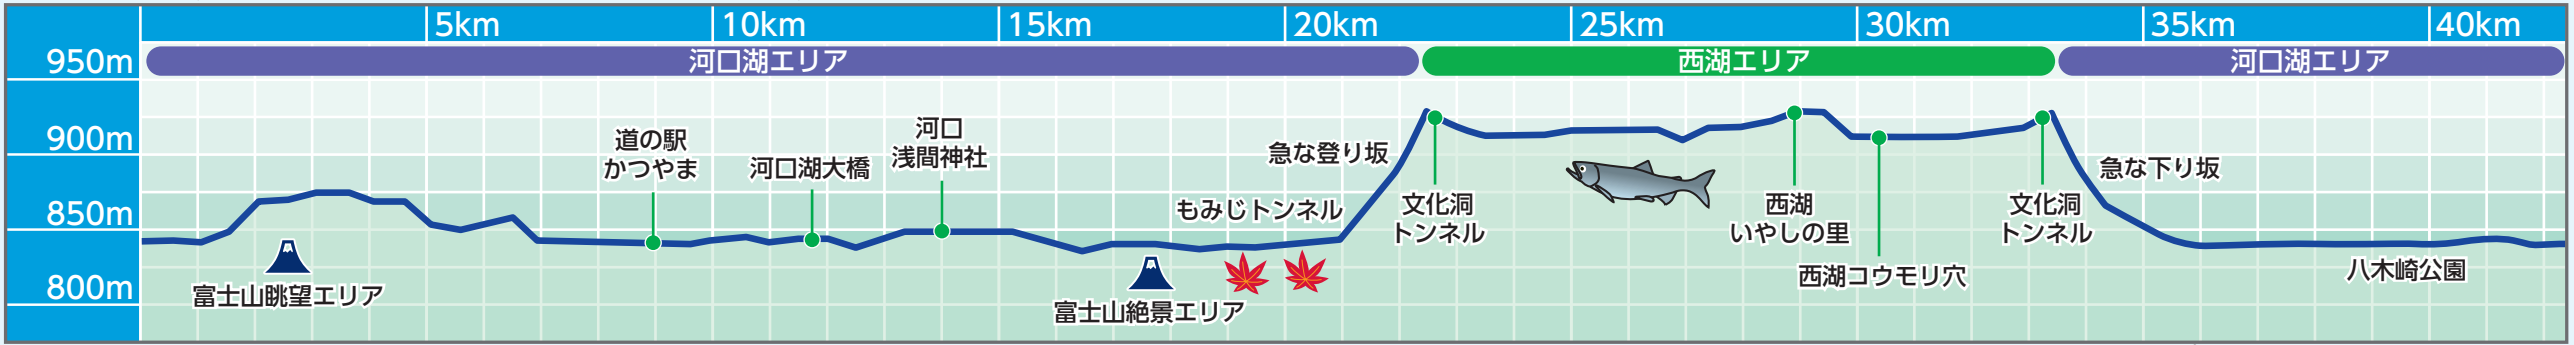 5km
10km
15km
20km
25km
30km
35km
40km
950m
河口湖エリア
西湖エリア
河口湖エリア
900m
850m
800m
富士山眺望エリア
道の駅
かつやま
河口湖大橋
河口
浅間神社
富士山絶景エリア
もみじトンネル
急な登り坂
文化洞
トンネル
西湖
いやしの里
西湖コウモリ穴
文化洞
トンネル
急な下り坂
八木崎公園